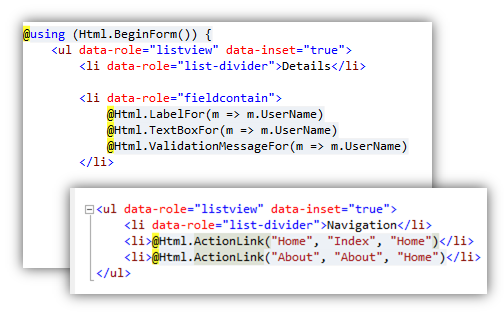 @using (Html.BeginForm()) {
    <ul data-role="listview" data-inset="true">
        <li data-role="list-divider">Details</li>

        <li data-role="fieldcontain">
            @Html.LabelFor(m => m.UserName)
            @Html.TextBoxFor(m => m.UserName)
            @Html.ValidationMessageFor(m => m.UserName)
        </li>

<ul data-role="listview" data-inset="true">
    <li data-role="list-divider">Navigation</li>
    <li>@Html.ActionLink("Home", "Index", "Home")</li>
    <li>@Html.ActionLink("About", "About", "Home")</li>
</ul>